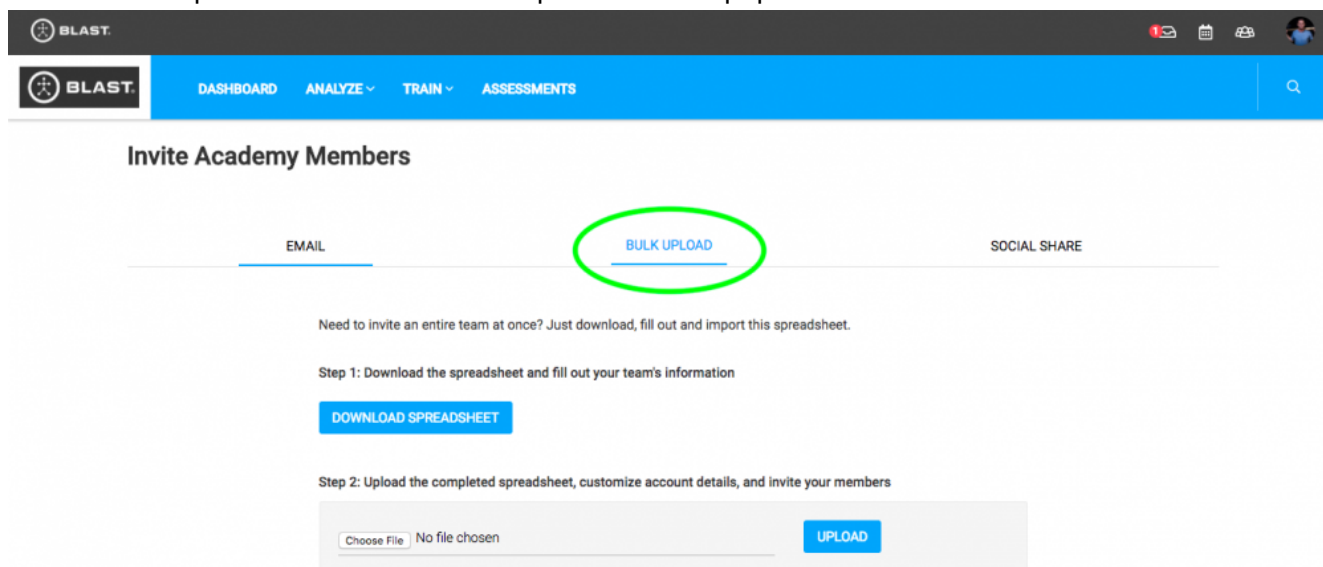 BLAST.
1
BLAST.
DASHBOARD ANALYZE TRAIN ASSESSMENTS
Invite Academy Members
EMAIL BULK UPLOAD SOCIAL SHARE
Need to invite an entire team at once? Just download, fill out and import this spreadsheet.
Step 1: Download the spreadsheet and fill out your team's information
DOWNLOAD SPREADSHEET
Step 2: Upload the completed spreadsheet, customize account details, and invite your members
Choose File No file chosen UPLOAD